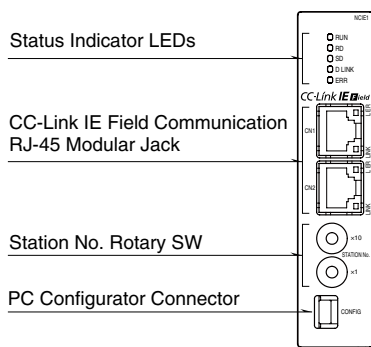 NCIE1
Status Indicator LEDs
RUN
RD
SD
D LINK
ERR
CC-Link IE Field
CC-Link IE Field Communication
RJ-45 Modular Jack
CN1
L ER
LINK
CN2
L ER
LINK
Station No. Rotary SW
×10
STATION No.
×1
PC Configurator Connector
CONFIG